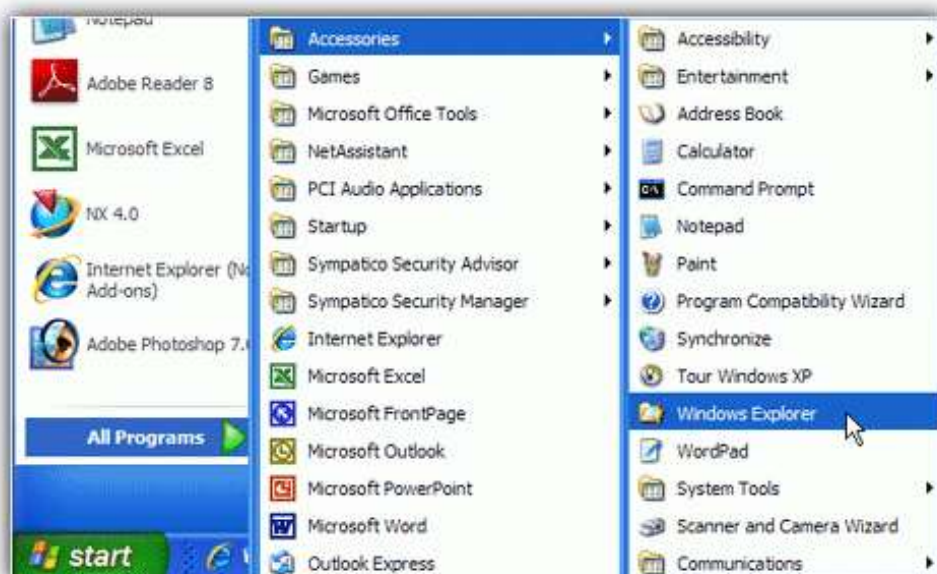 Notepad
Adobe Reader 8
Microsoft Excel
NX 4.0
Internet Explorer (No
Add-ons)
Adobe Photoshop 7.
All Programs
start
Accessories
Games
Microsoft Office Tools
NetAssistant
PCI Audio Applications
Startup
Sympatico Security Advisor
Sympatico Security Manager
Internet Explorer
Microsoft Excel
Microsoft FrontPage
Microsoft Outlook
Microsoft PowerPoint
Microsoft Word
Outlook Express
Accessibility
Entertainment
Address Book
Calculator
Command Prompt
Notepad
Paint
Program Compatibility Wizard
Synchronize
Tour Windows XP
Windows Explorer
WordPad
System Tools
Scanner and Camera Wizard
Communications